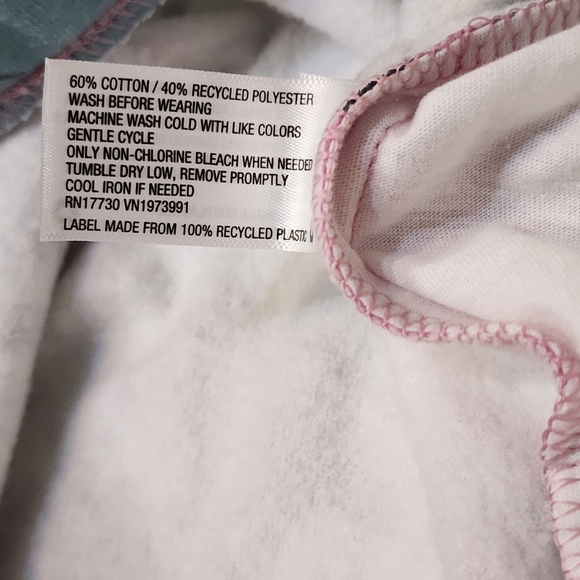 60% COTTON / 40% RECYCLED POLYESTER
WASH BEFORE WEARING
MACHINE WASH COLD WITH LIKE COLORS
GENTLE CYCLE
ONLY NON-CHLORINE BLEACH WHEN NEEDED
TUMBLE DRY LOW, REMOVE PROMPTLY
COOL IRON IF NEEDED
RN17730 VN1973991
LABEL MADE FROM 100% RECYCLED PLASTIC